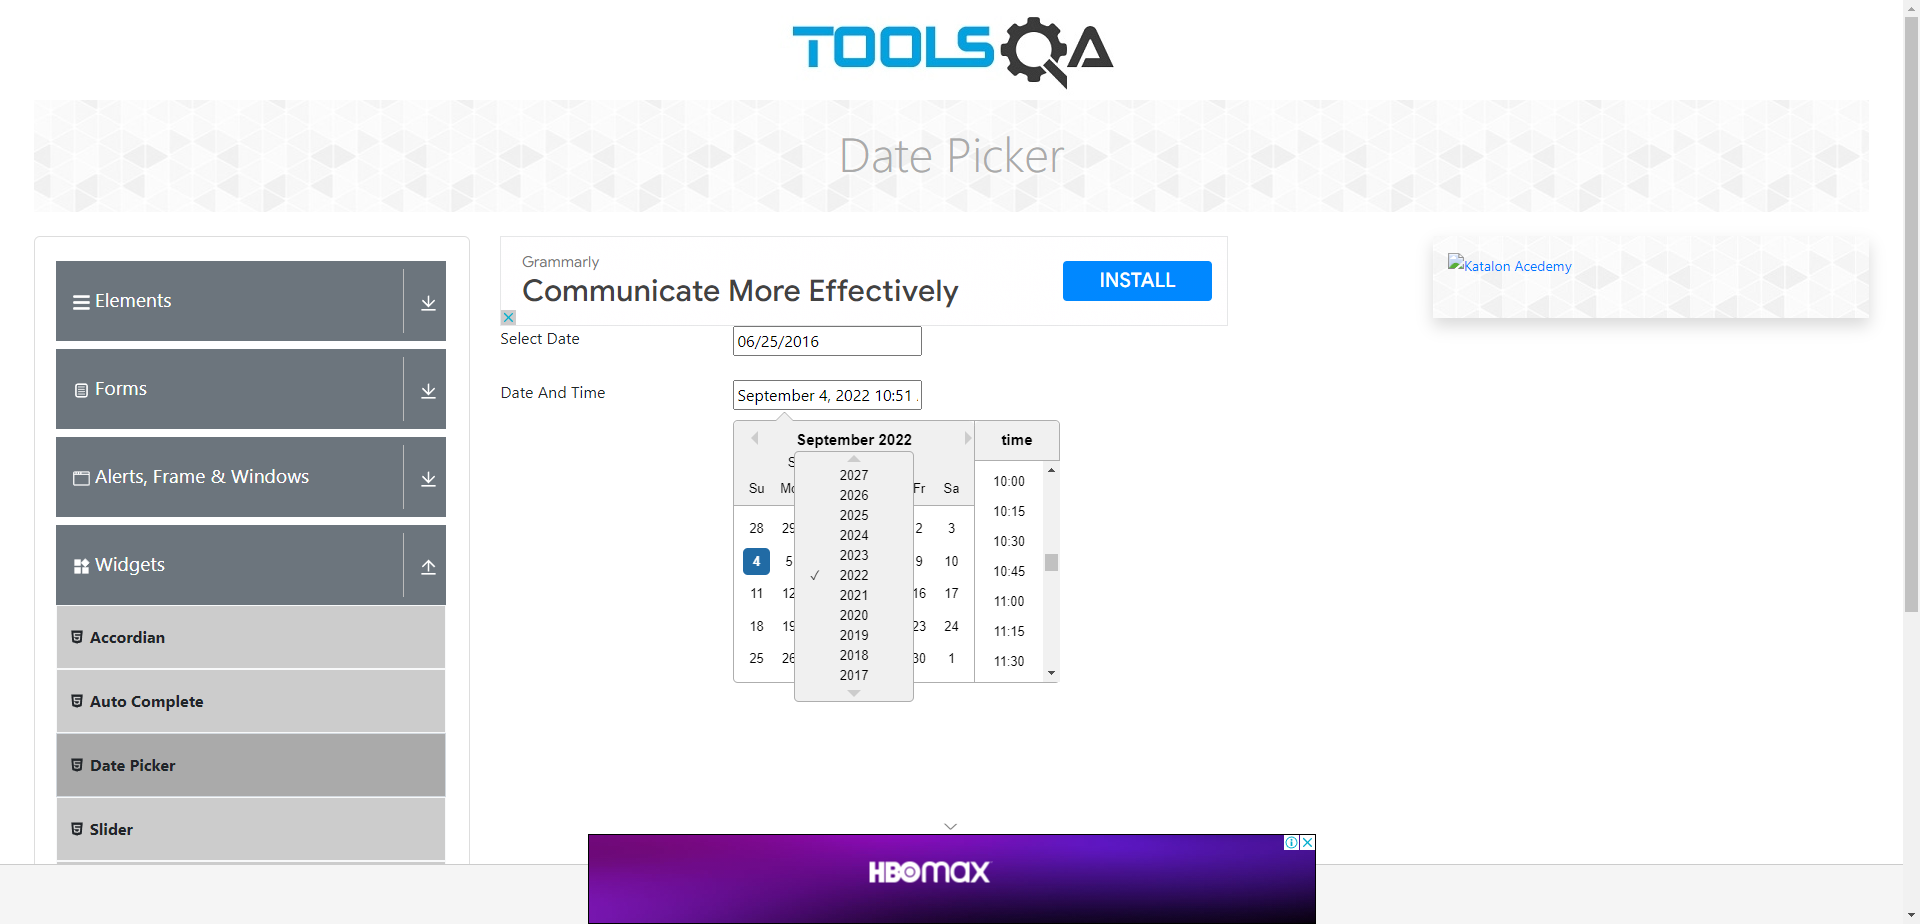 TOOLSQA
Date Picker
Elements
Forms
Alerts, Frame & Windows
Widgets
Accordian
Auto Complete
Date Picker
Slider
Grammarly
Communicate More Effectively
INSTALL
Select Date
06/25/2016
Date And Time
September 4, 2022 10:51
September 2022
Su Mo Fr Sa
28 29 2 3
4 5 9 10
11 12 16 17
18 19 23 24
25 26 30 1
2027
2026
2025
2024
2023
✓ 2022
2021
2020
2019
2018
2017
time
10:00
10:15
10:30
10:45
11:00
11:15
11:30
Katalon Acedemy
HBOMAX